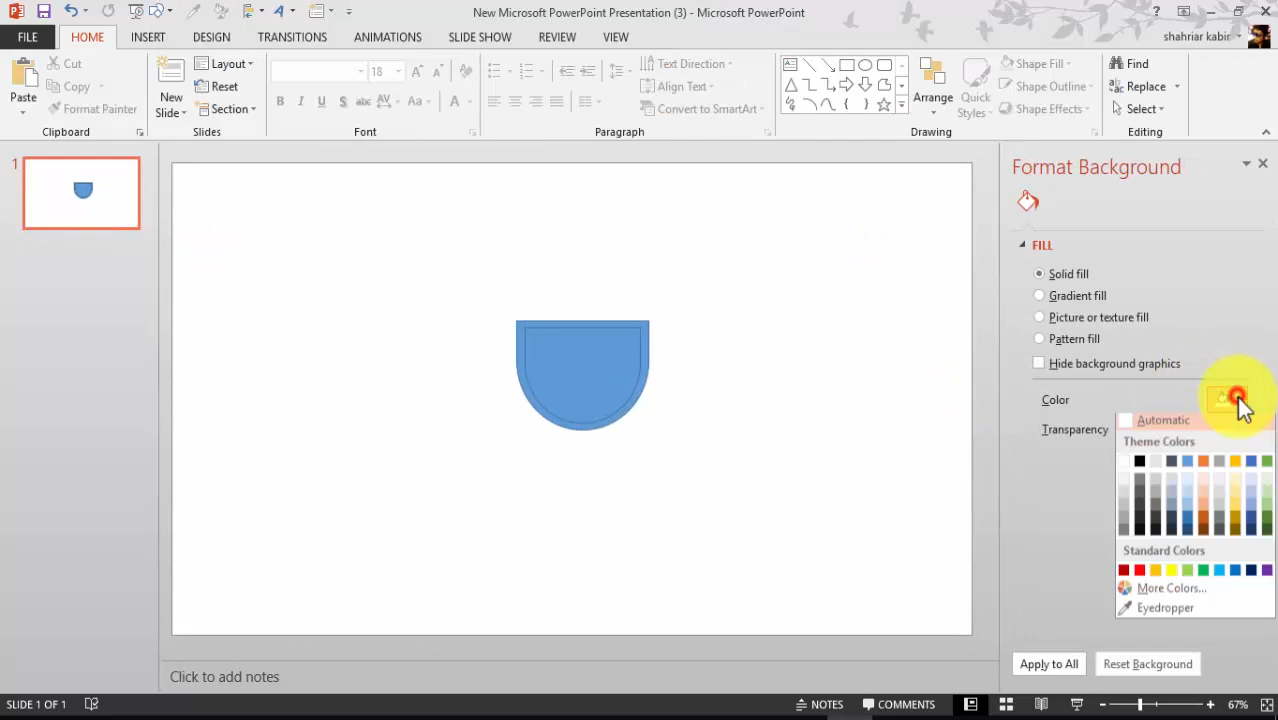 New Microsoft PowerPoint Presentation (3) - Microsoft PowerPoint
FILE HOME INSERT DESIGN TRANSITIONS ANIMATIONS SLIDE SHOW REVIEW VIEW shahriar kabir
Paste
Cut
Copy
Format Painter
Clipboard
New Slide
Layout
Reset
Section
Slides
18
B I U S abc AV Aa A
Font
Text Direction
Align Text
Convert to SmartArt
Paragraph
Arrange
Quick Styles
Shape Fill
Shape Outline
Shape Effects
Drawing
Find
Replace
Select
Editing
1
Format Background
FILL
Solid fill
Gradient fill
Picture or texture fill
Pattern fill
Hide background graphics
Color
Transparency
Automatic
Theme Colors
Standard Colors
More Colors...
Eyedropper
Apply to All Reset Background
Click to add notes
SLIDE 1 OF 1 NOTES COMMENTS 67%